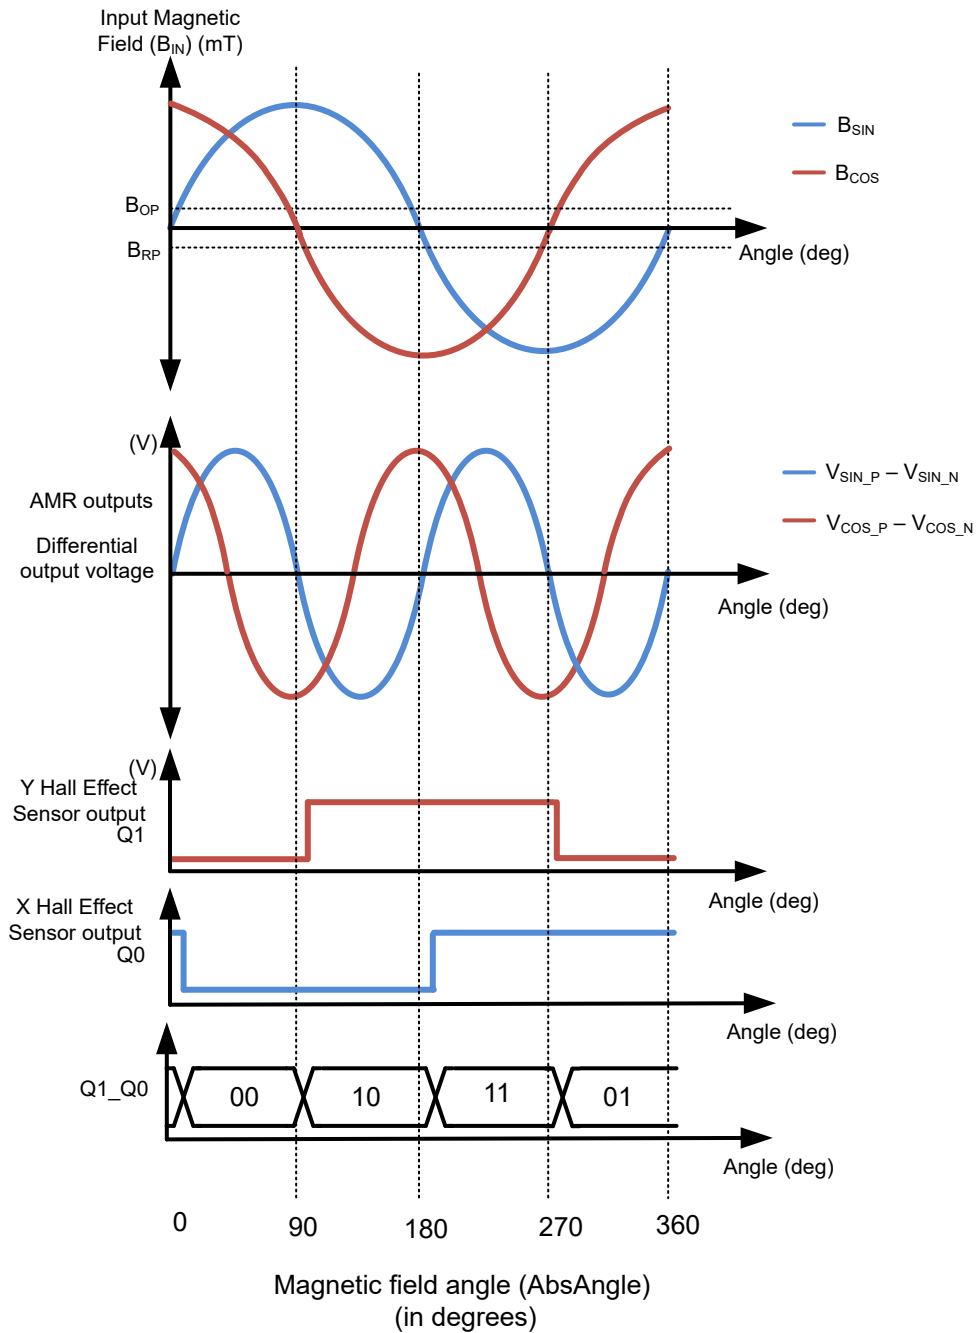 Input Magnetic
Field (BIN) (mT)
BSIN
BCOS
BOP
BRP
Angle (deg)
(V)
AMR outputs
Differential
output voltage
VSIN_P – VSIN_N
VCOS_P – VCOS_N
Angle (deg)
(V)
Y Hall Effect
Sensor output
Q1
Angle (deg)
X Hall Effect
Sensor output
Q0
Angle (deg)
Q1_Q0
00 10 11 01
Angle (deg)
0 90 180 270 360
Magnetic field angle (AbsAngle)
(in degrees)